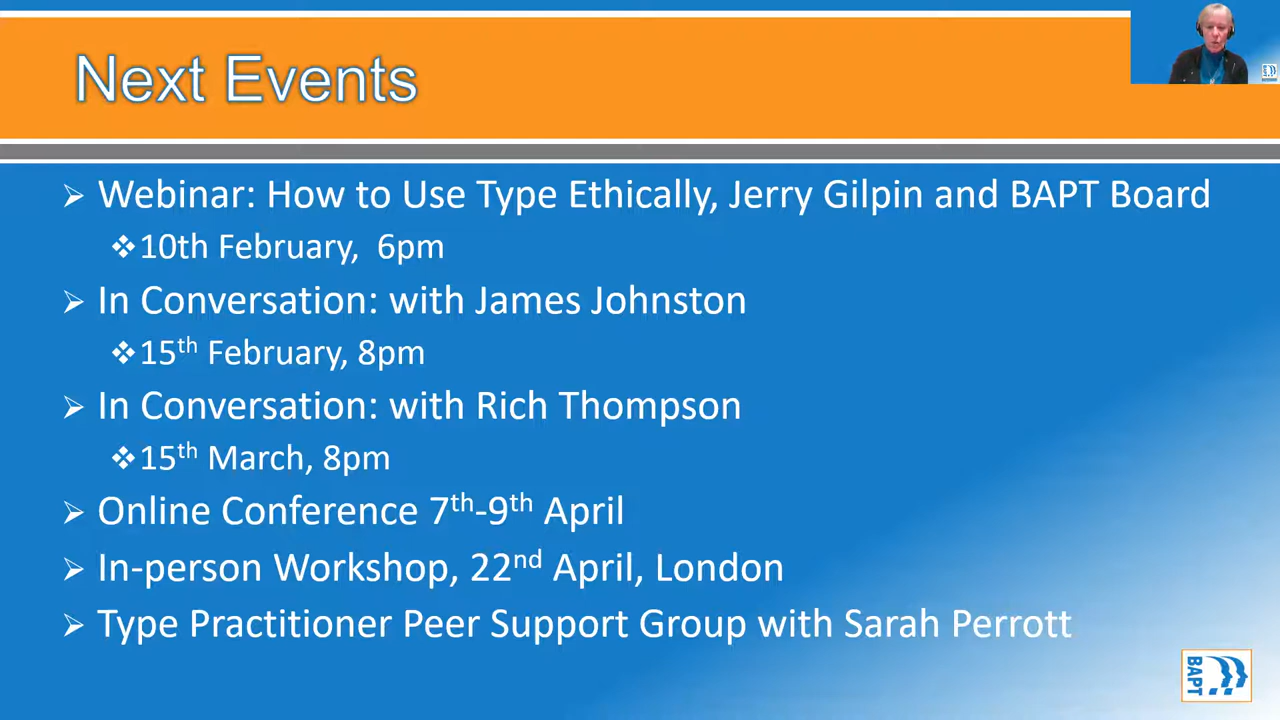 Next Events
➢ Webinar: How to Use Type Ethically, Jerry Gilpin and BAPT Board
❖10th February,  6pm
➢ In Conversation: with James Johnston
❖15th February, 8pm
➢ In Conversation: with Rich Thompson
❖15th March, 8pm
➢ Online Conference 7th-9th April
➢ In-person Workshop, 22nd April, London
➢ Type Practitioner Peer Support Group with Sarah Perrott
BAPT